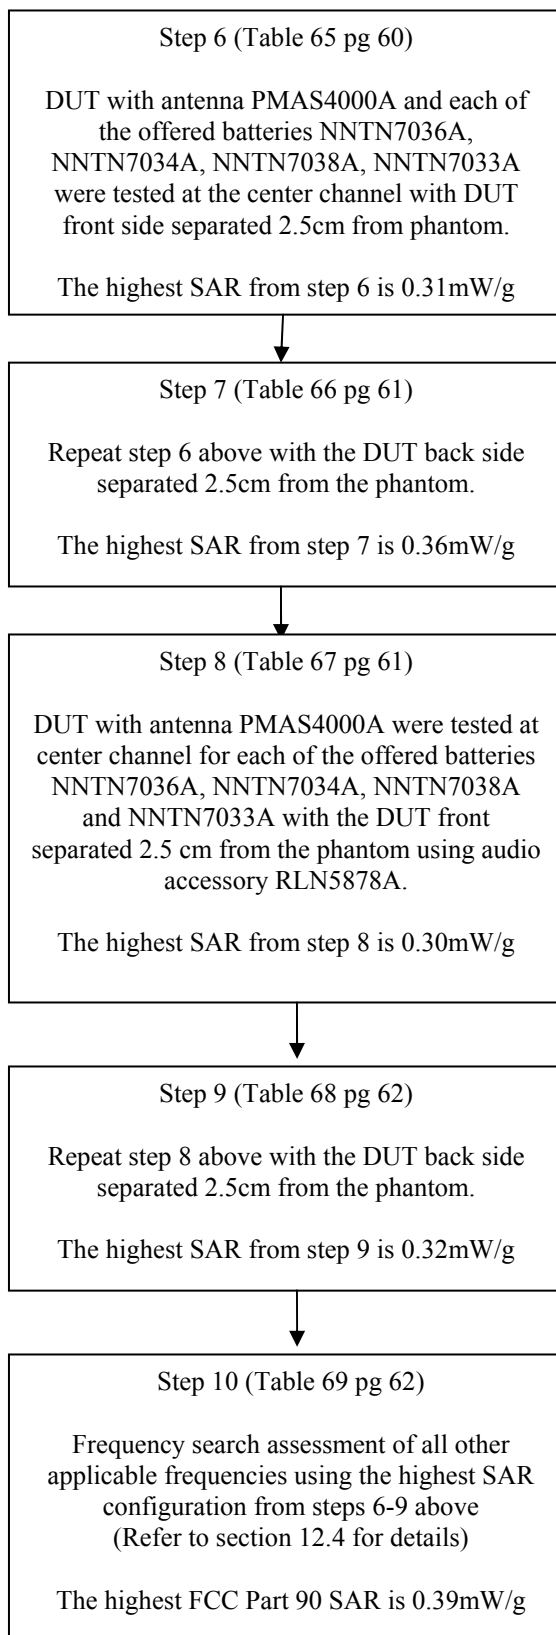 Step 6 (Table 65 pg 60)
DUT with antenna PMAS4000A and each of
the offered batteries NNTN7036A,
NNTN7034A, NNTN7038A, NNTN7033A
were tested at the center channel with DUT
front side separated 2.5cm from phantom.
The highest SAR from step 6 is 0.31mW/g
Step 7 (Table 66 pg 61)
Repeat step 6 above with the DUT back side
separated 2.5cm from the phantom.
The highest SAR from step 7 is 0.36mW/g
Step 8 (Table 67 pg 61)
DUT with antenna PMAS4000A were tested at
center channel for each of the offered batteries
NNTN7036A, NNTN7034A, NNTN7038A
and NNTN7033A with the DUT front
separated 2.5 cm from the phantom using audio
accessory RLN5878A.
The highest SAR from step 8 is 0.30mW/g
Step 9 (Table 68 pg 62)
Repeat step 8 above with the DUT back side
separated 2.5cm from the phantom.
The highest SAR from step 9 is 0.32mW/g
Step 10 (Table 69 pg 62)
Frequency search assessment of all other
applicable frequencies using the highest SAR
configuration from steps 6-9 above
(Refer to section 12.4 for details)
The highest FCC Part 90 SAR is 0.39mW/g